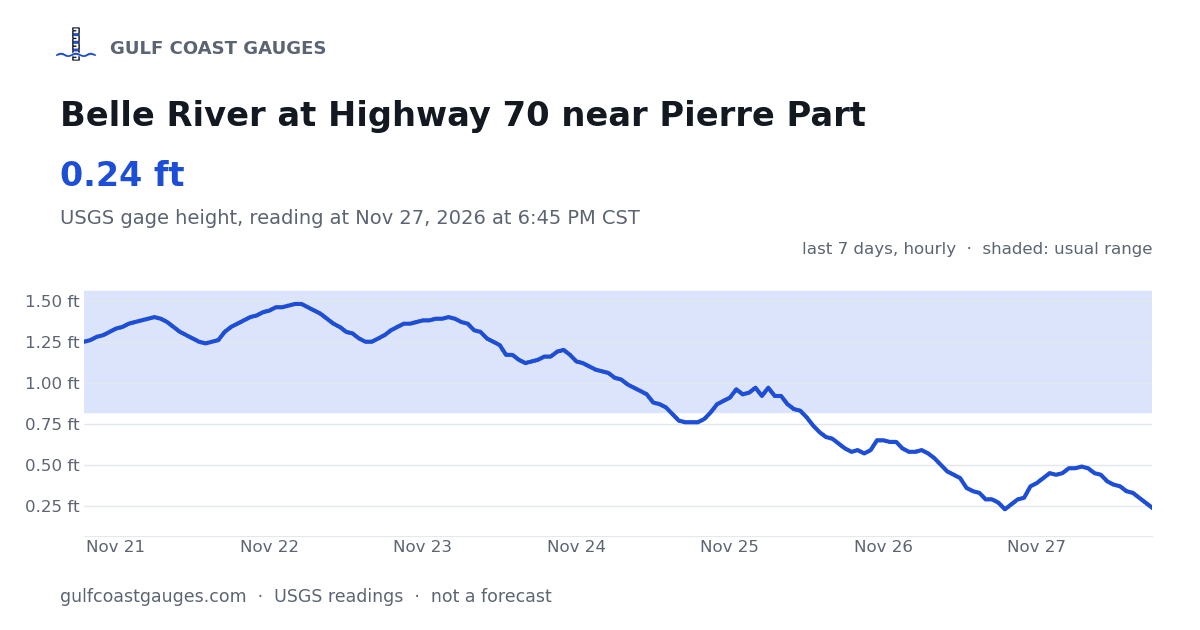 GULF COAST GAUGES
Belle River at Highway 70 near Pierre Part
0.24 ft
USGS gage height, reading at Nov 27, 2026 at 6:45 PM CST
last 7 days, hourly · shaded: usual range
1.50 ft
1.25 ft
1.00 ft
0.75 ft
0.50 ft
0.25 ft
Nov 21 Nov 22 Nov 23 Nov 24 Nov 25 Nov 26 Nov 27
gulfcoastgauges.com · USGS readings · not a forecast